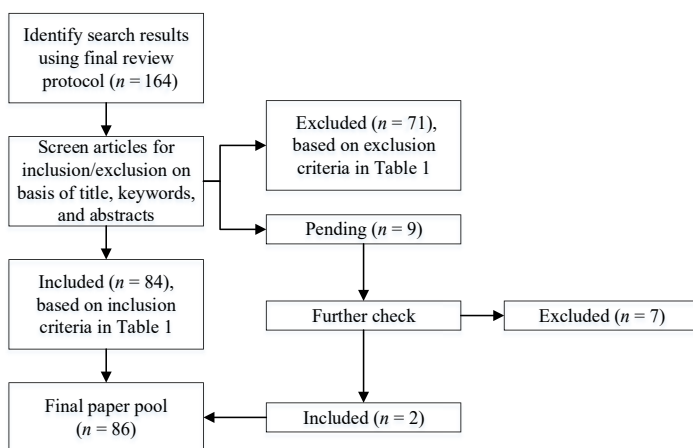 Identify search results
using final review
protocol (n = 164)
Screen articles for
inclusion/exclusion on
basis of title, keywords,
and abstracts
Excluded (n = 71),
based on exclusion
criteria in Table 1
Pending (n = 9)
Included (n = 84),
based on inclusion
criteria in Table 1
Further check
Excluded (n = 7)
Final paper pool
(n = 86)
Included (n = 2)